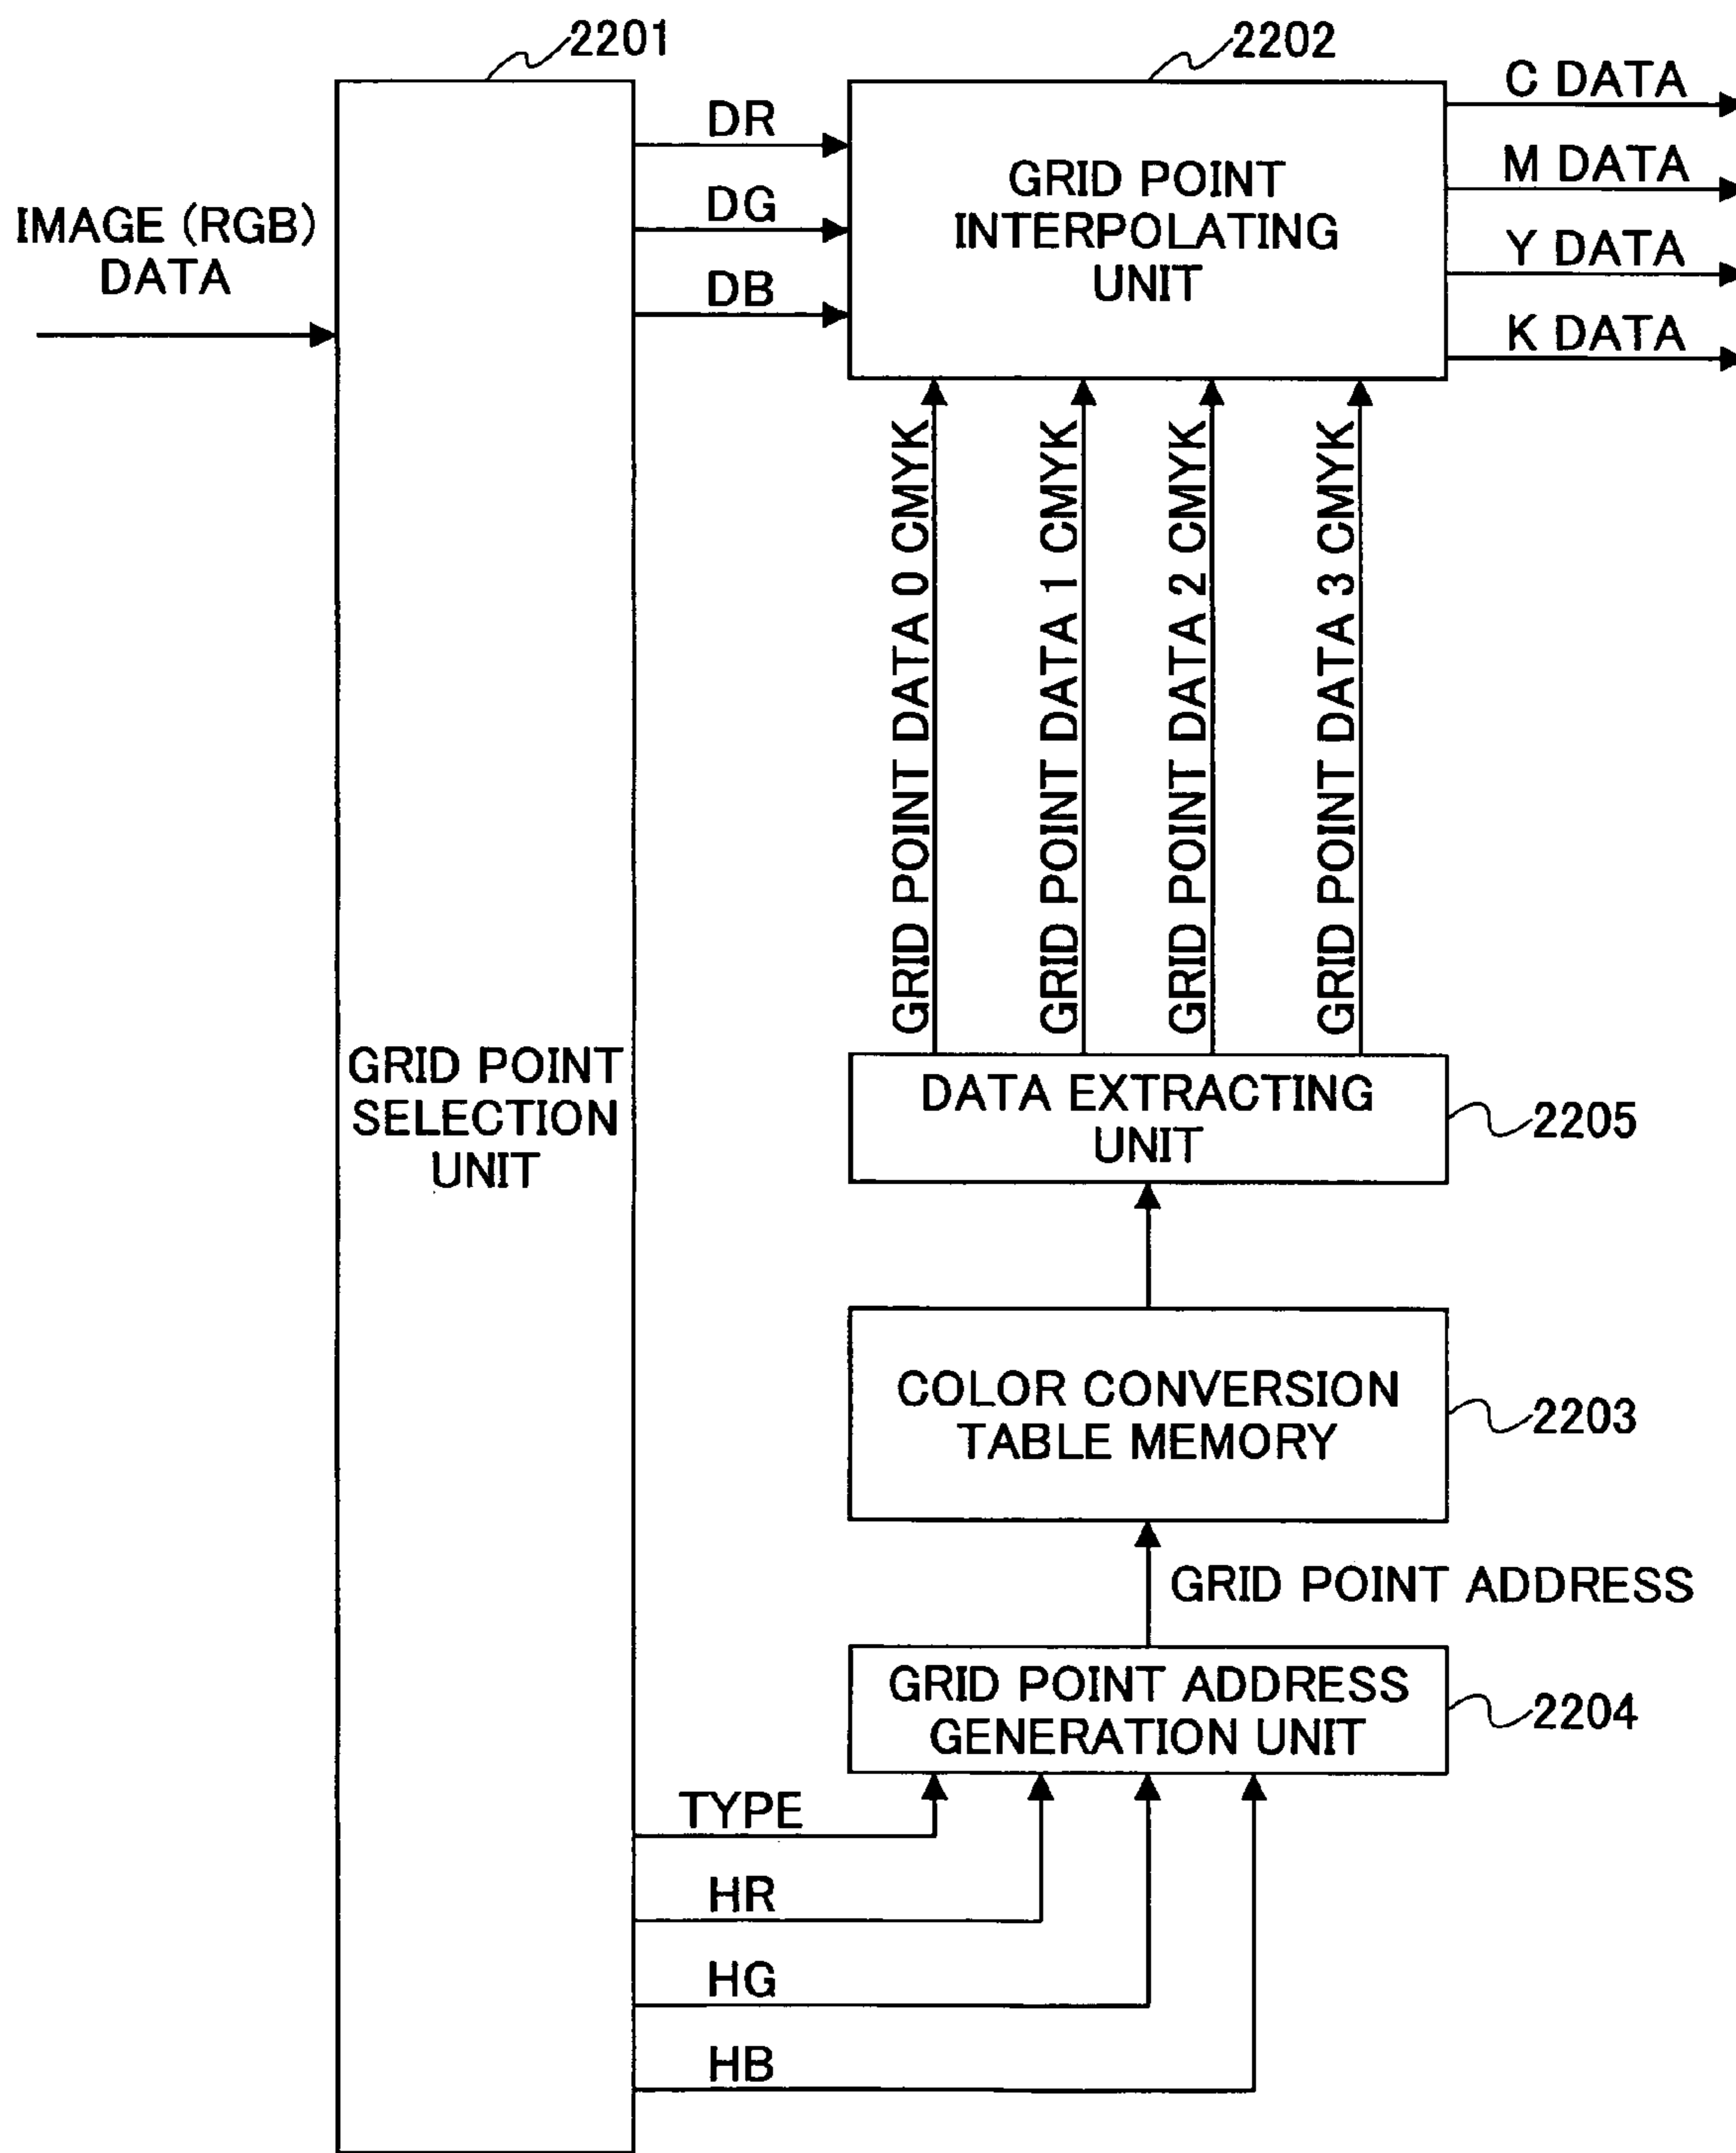 2201
2202
IMAGE (RGB)
DATA
GRID POINT
SELECTION
UNIT
DR
DG
DB
GRID POINT
INTERPOLATING
UNIT
C DATA
M DATA
Y DATA
K DATA
GRID POINT DATA 0 CMYK
GRID POINT DATA 1 CMYK
GRID POINT DATA 2 CMYK
GRID POINT DATA 3 CMYK
DATA EXTRACTING
UNIT
2205
COLOR CONVERSION
TABLE MEMORY
2203
GRID POINT ADDRESS
GRID POINT ADDRESS
GENERATION UNIT
2204
TYPE
HR
HG
HB